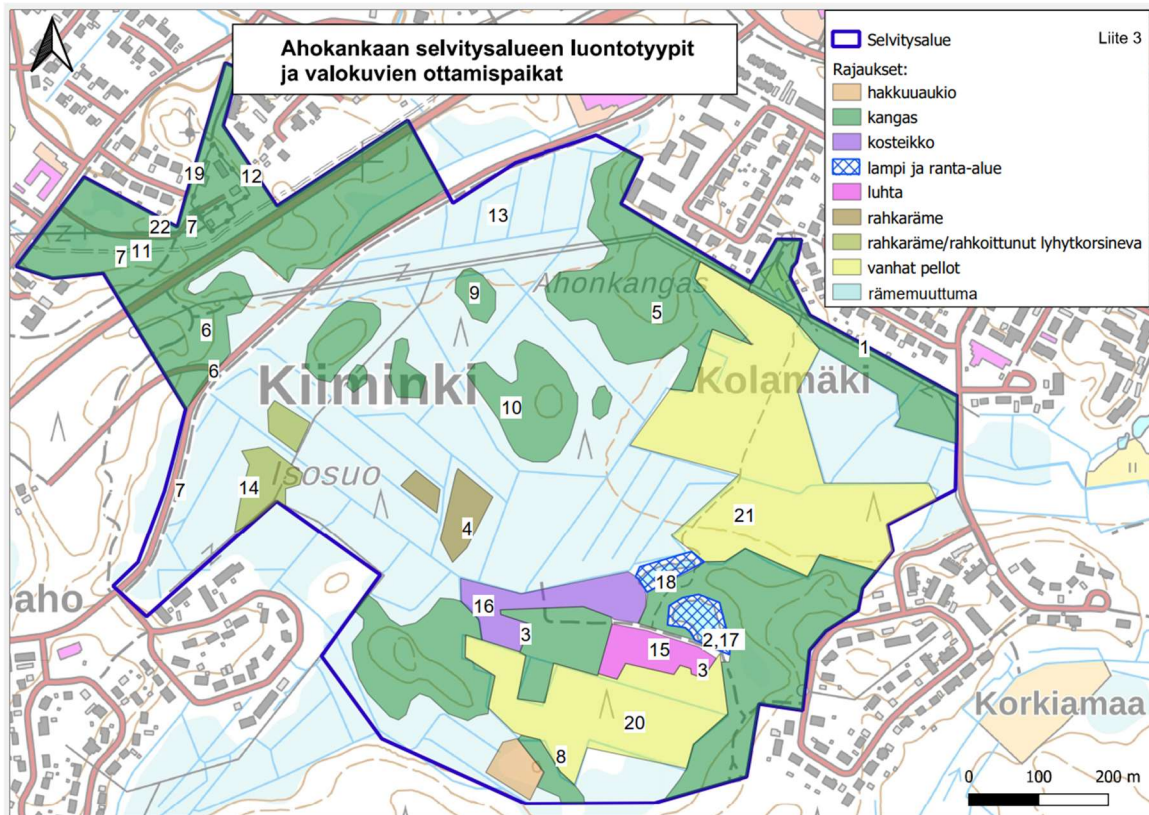 Ahokankaan selvitysalueen luontotyypit
ja valokuvien ottamispaikat
Selvitysalue
Liite 3
Rajaukset:
hakkuuaukio
kangas
kosteikko
lampi ja ranta-alue
luhta
rahkaräme
rahkaräme/rahkoittunut lyhytkorsineva
vanhat pellot
rämemuuttuma
19
12
22
7
13
7
11
Ahonkangas
9
5
6
1
6
Kiiminki
Kolamäki
10
Isosuo
14
7
4
21
18
paho
16
3
2,17
15
3
Korkiamaa
20
8
0 100 200 m